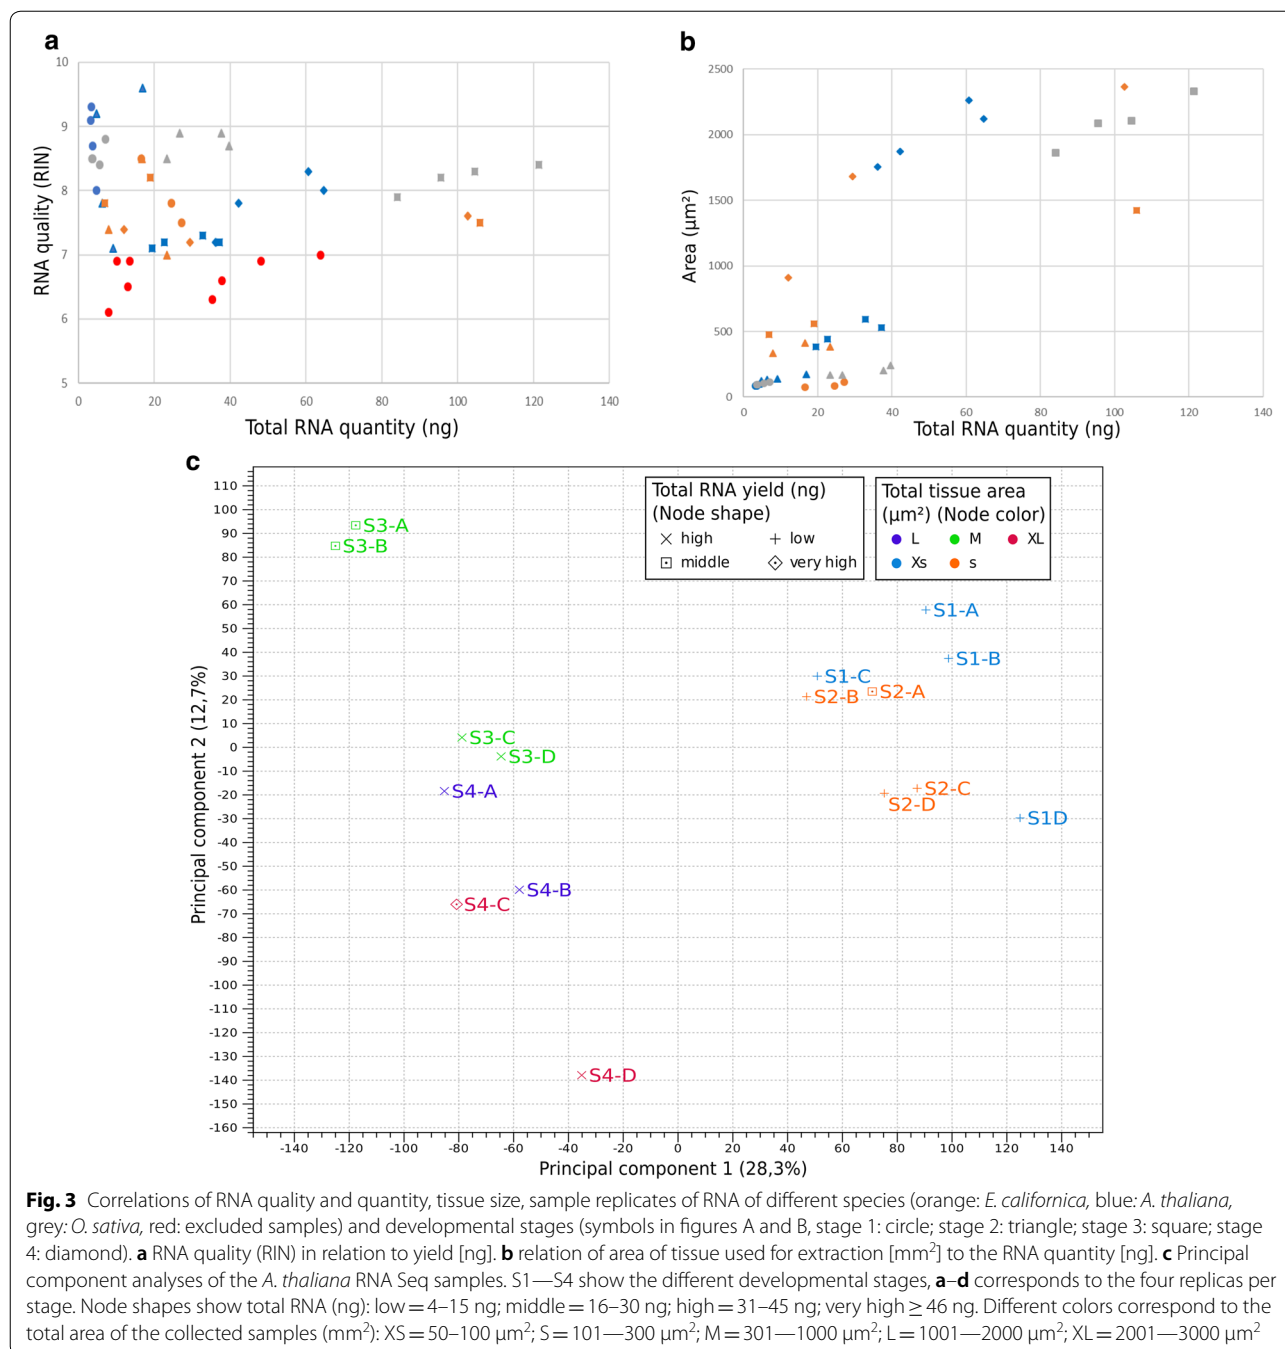 a
10
9
8
7
6
5
0 20 40 60 80 100 120 140
RNA quality (RIN)
Total RNA quantity (ng)
b
2500
2000
1500
1000
500
0
0 20 40 60 80 100 120 140
Area (µm²)
Total RNA quantity (ng)
c
Total RNA yield (ng)
(Node shape)
high low
middle very high
Total tissue area
(µm²) (Node color)
L M XL
Xs s
110
100
90
80
70
60
50
40
30
20
10
0
-10
-20
-30
-40
-50
-60
-70
-80
-90
-100
-110
-120
-130
-140
-150
-160
S3-A
S3-B
S1-A
S1-B
S1-C
S2-A
S2-B
S3-C
S3-D
S4-A
S2-C
S2-D
S1D
S4-B
S4-C
S4-D
Principal component 2 (12,7%)
-140 -120 -100 -80 -60 -40 -20 0 20 40 60 80 100 120 140
Principal component 1 (28,3%)
Fig. 3 Correlations of RNA quality and quantity, tissue size, sample replicates of RNA of different species (orange: E. californica, blue: A. thaliana,
grey: O. sativa, red: excluded samples) and developmental stages (symbols in figures A and B, stage 1: circle; stage 2: triangle; stage 3: square; stage
4: diamond). a RNA quality (RIN) in relation to yield [ng]. b relation of area of tissue used for extraction [mm²] to the RNA quantity [ng]. c Principal
component analyses of the A. thaliana RNA Seq samples. S1—S4 show the different developmental stages, a–d corresponds to the four replicas per
stage. Node shapes show total RNA (ng): low = 4–15 ng; middle = 16–30 ng; high = 31–45 ng; very high ≥ 46 ng. Different colors correspond to the
total area of the collected samples (mm²): XS = 50–100 µm²; S = 101—300 µm²; M = 301—1000 µm²; L = 1001—2000 µm²; XL = 2001—3000 µm²